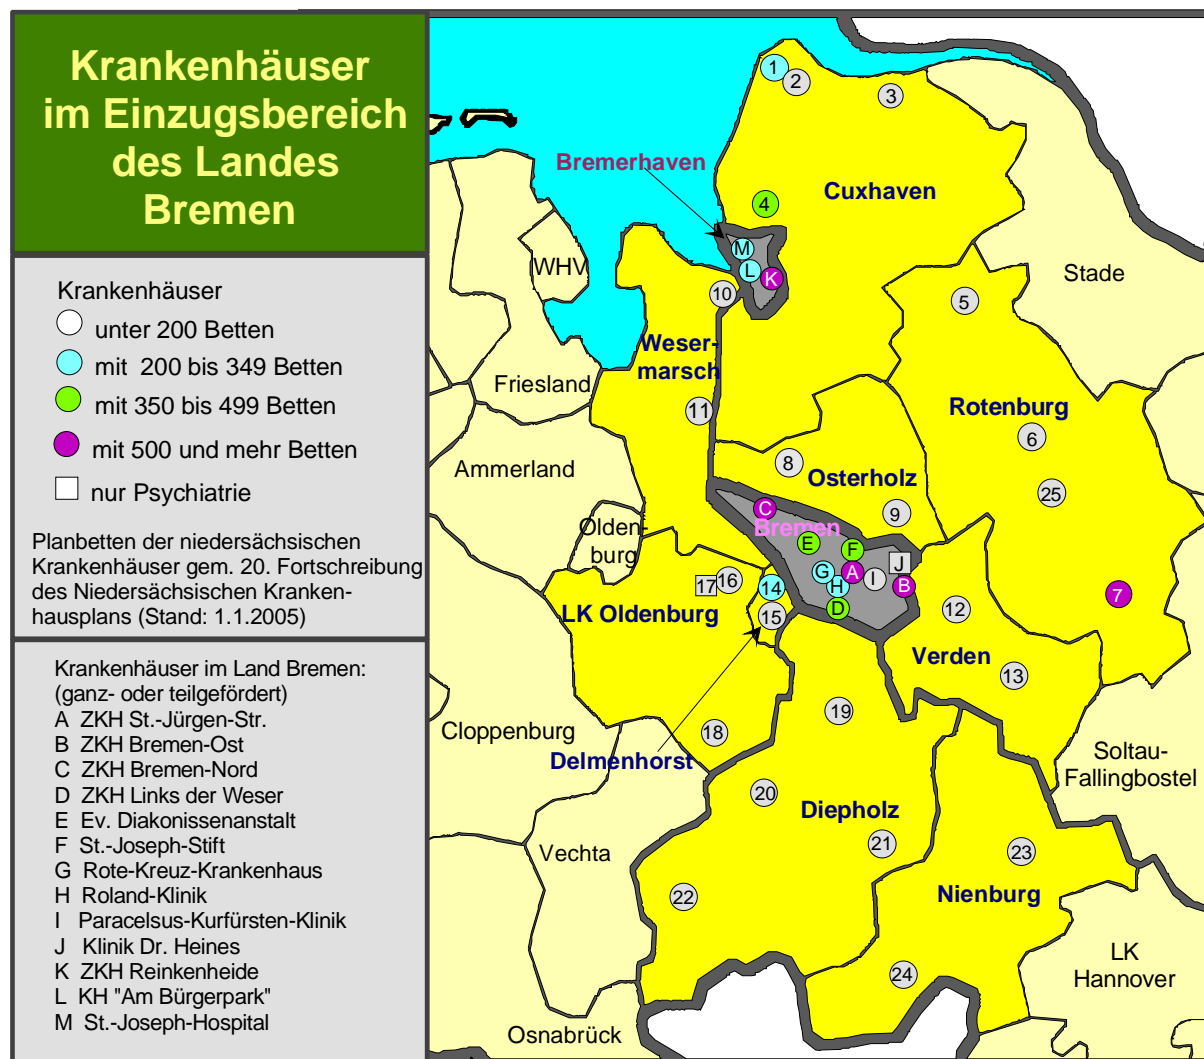 Krankenhäuser
im Einzugsbereich
des Landes
Bremen
Krankenhäuser
unter 200 Betten
mit 200 bis 349 Betten
mit 350 bis 499 Betten
mit 500 und mehr Betten
nur Psychiatrie
Planbetten der niedersächsischen
Krankenhäuser gem. 20. Fortschreibung
des Niedersächsischen Kranken-
hausplans (Stand: 1.1.2005)
Krankenhäuser im Land Bremen:
(ganz- oder teilgefördert)
A ZKH St.-Jürgen-Str.
B ZKH Bremen-Ost
C ZKH Bremen-Nord
D ZKH Links der Weser
E Ev. Diakonissenanstalt
F St.-Joseph-Stift
G Rote-Kreuz-Krankenhaus
H Roland-Klinik
I Paracelsus-Kurfürsten-Klinik
J Klinik Dr. Heines
K ZKH Reinkenheide
L KH "Am Bürgerpark"
M St.-Joseph-Hospital
1
2
3
Bremerhaven
Cuxhaven
4
M
L
K
WHV
Stade
10
5
Weser-
marsch
Friesland
11
Rotenburg
6
Ammerland
8
Osterholz
25
C
9
Bremen
Olden-
burg
E
F
J
G
A
I
B
H
17
16
14
7
D
12
LK Oldenburg
15
Verden
13
19
18
Cloppenburg
Delmenhorst
Soltau-
Fallingbostel
20
Diepholz
21
23
Vechta
22
Nienburg
LK
Hannover
24
Osnabrück